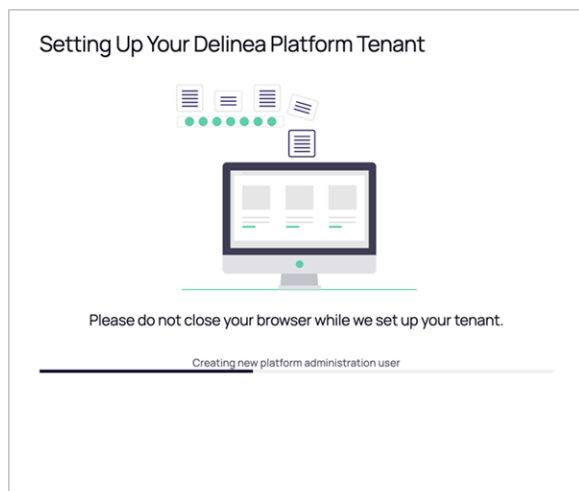 Setting Up Your Delinea Platform Tenant
Please do not close your browser while we set up your tenant.
Creating new platform administration user